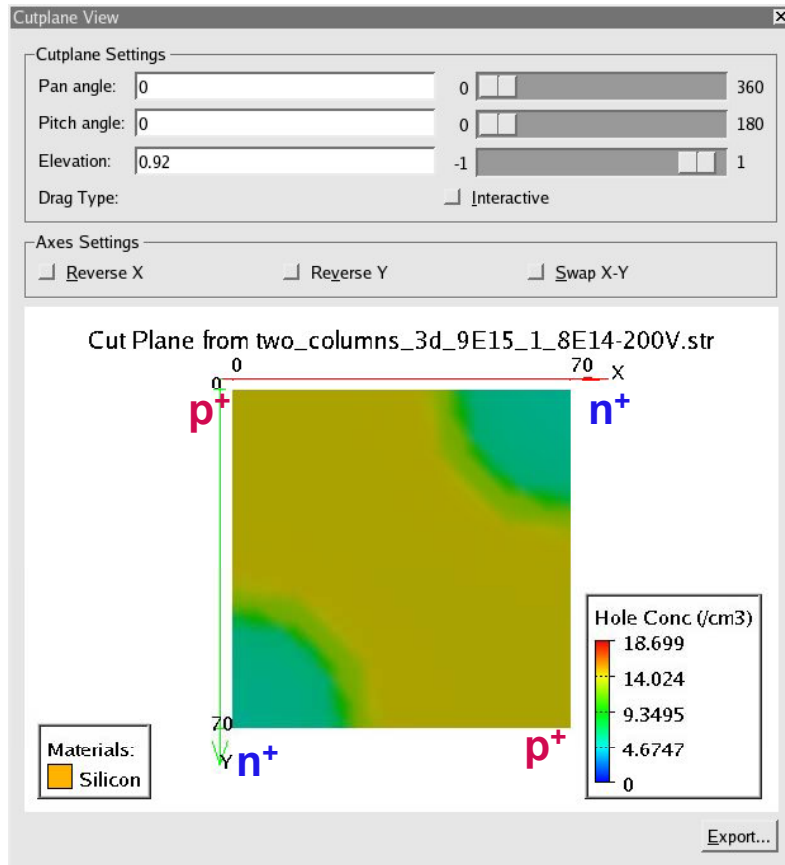 Cutplane View
Cutplane Settings
Pan angle: 0 0 360
Pitch angle: 0 0 180
Elevation: 0.92 -1 1
Drag Type: Interactive
Axes Settings
Reverse X Reverse Y Swap X-Y
Cut Plane from two_columns_3d_9E15_1_8E14-200V.str
0 70 X
0
p+ n+
Hole Conc (/cm3)
18.699
14.024
9.3495
4.6747
0
70
Y n+ p+
Materials:
Silicon
Export...